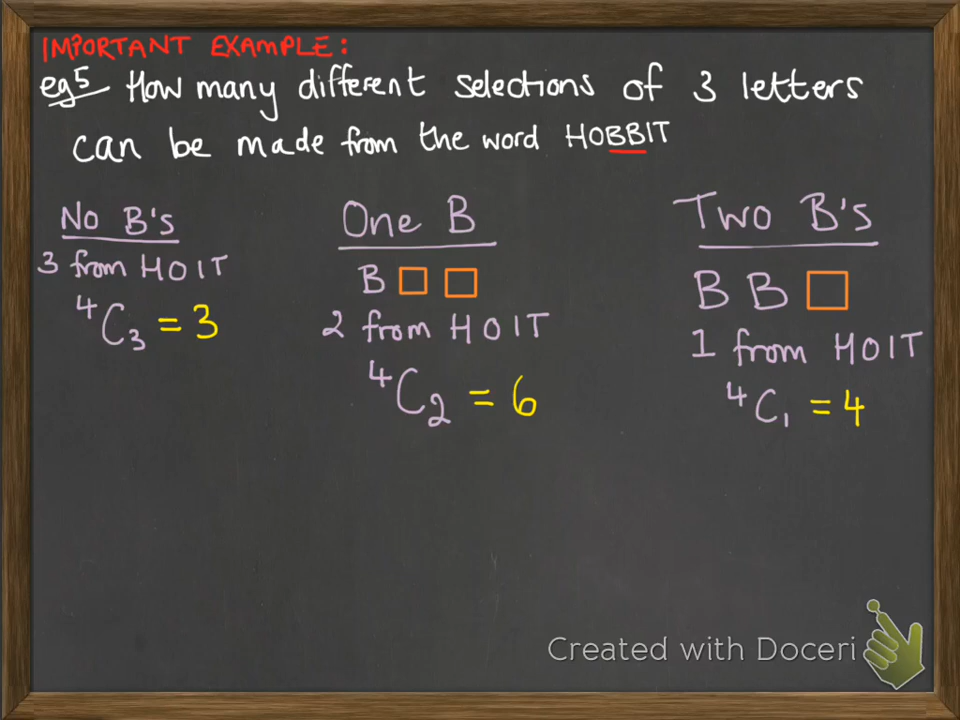 IMPORTANT EXAMPLE:
eg5 How many different selections of 3 letters
can be made from the word HOBBIT
No B's
3 from HOIT
⁴C₃ = 3
One B
B □ □
2 from HOIT
⁴C₂ = 6
Two B's
B B □
1 from HOIT
⁴C₁ = 4
Created with Doceri